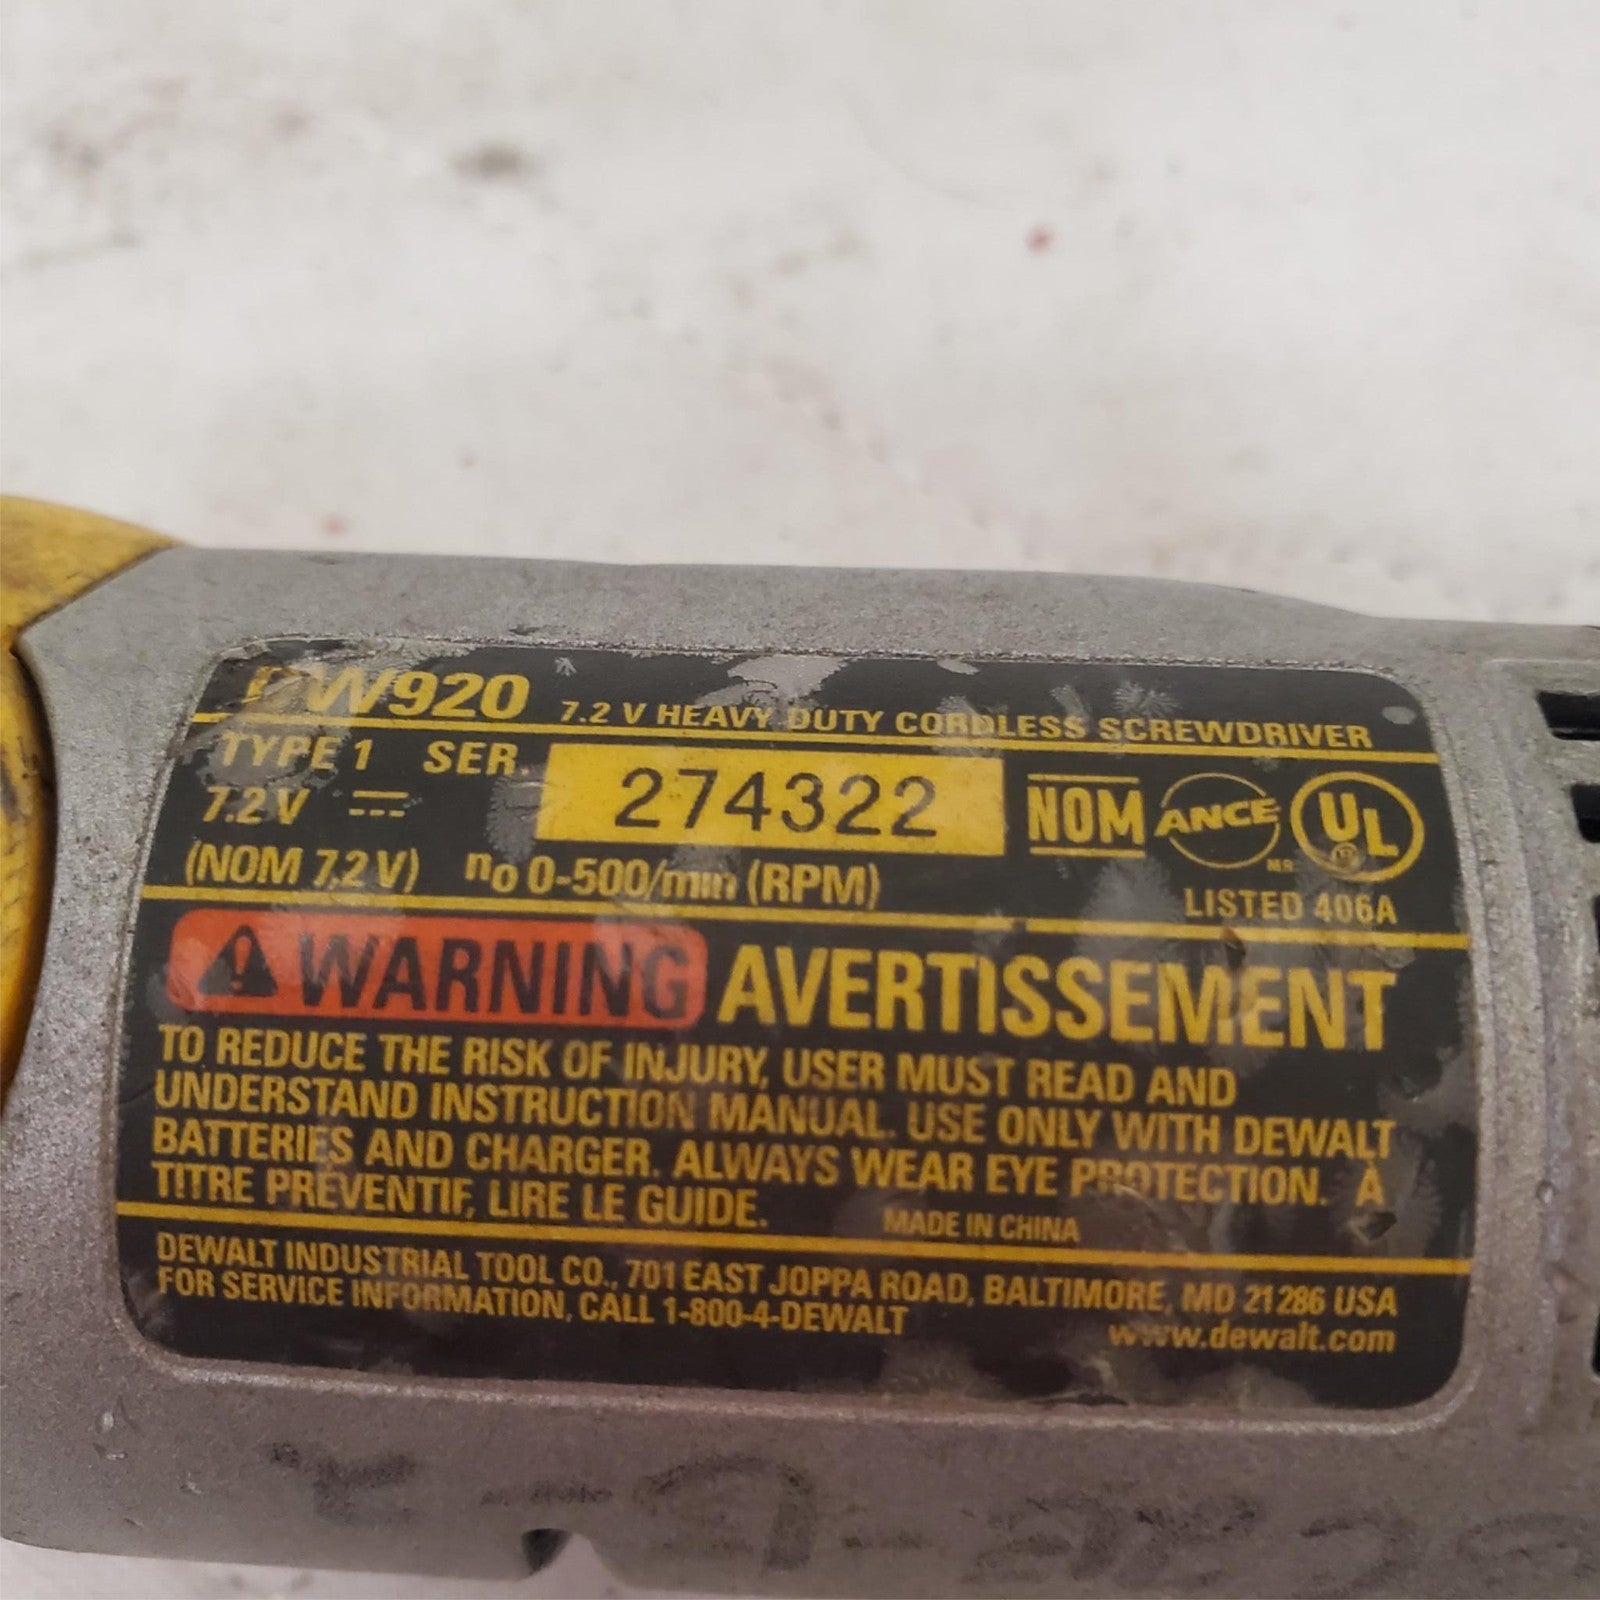 DW920 7.2 V HEAVY DUTY CORDLESS SCREWDRIVER
TYPE 1 SER. 274322
7.2 V
(NOM 7.2 V) no 0-500/min (RPM)
NOM ANCE MR UL
LISTED 406A
WARNING AVERTISSEMENT
TO REDUCE THE RISK OF INJURY, USER MUST READ AND
UNDERSTAND INSTRUCTION MANUAL. USE ONLY WITH DEWALT
BATTERIES AND CHARGER. ALWAYS WEAR EYE PROTECTION. À
TITRE PRÉVENTIF, LIRE LE GUIDE.
MADE IN CHINA
DEWALT INDUSTRIAL TOOL CO., 701 EAST JOPPA ROAD, BALTIMORE, MD 21286 USA
FOR SERVICE INFORMATION, CALL 1-800-4-DEWALT
www.dewalt.com